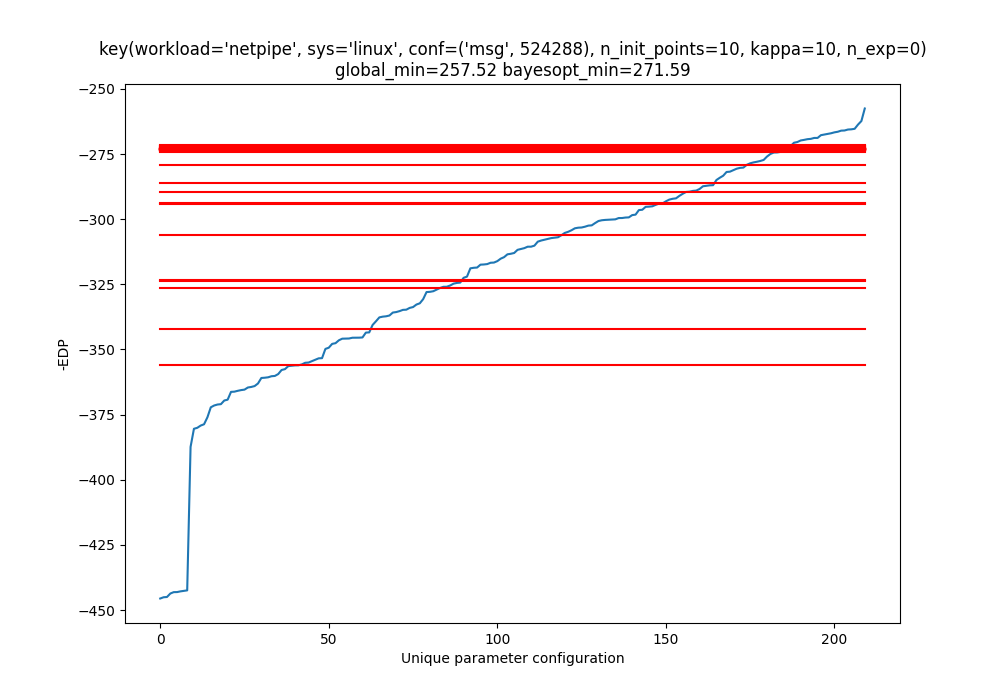 key(workload='netpipe', sys='linux', conf=('msg', 524288), n_init_points=10, kappa=10, n_exp=0)
global_min=257.52 bayesopt_min=271.59
−250
−275
−300
−325
−350
−375
−400
−425
−450
-EDP
0 50 100 150 200
Unique parameter configuration